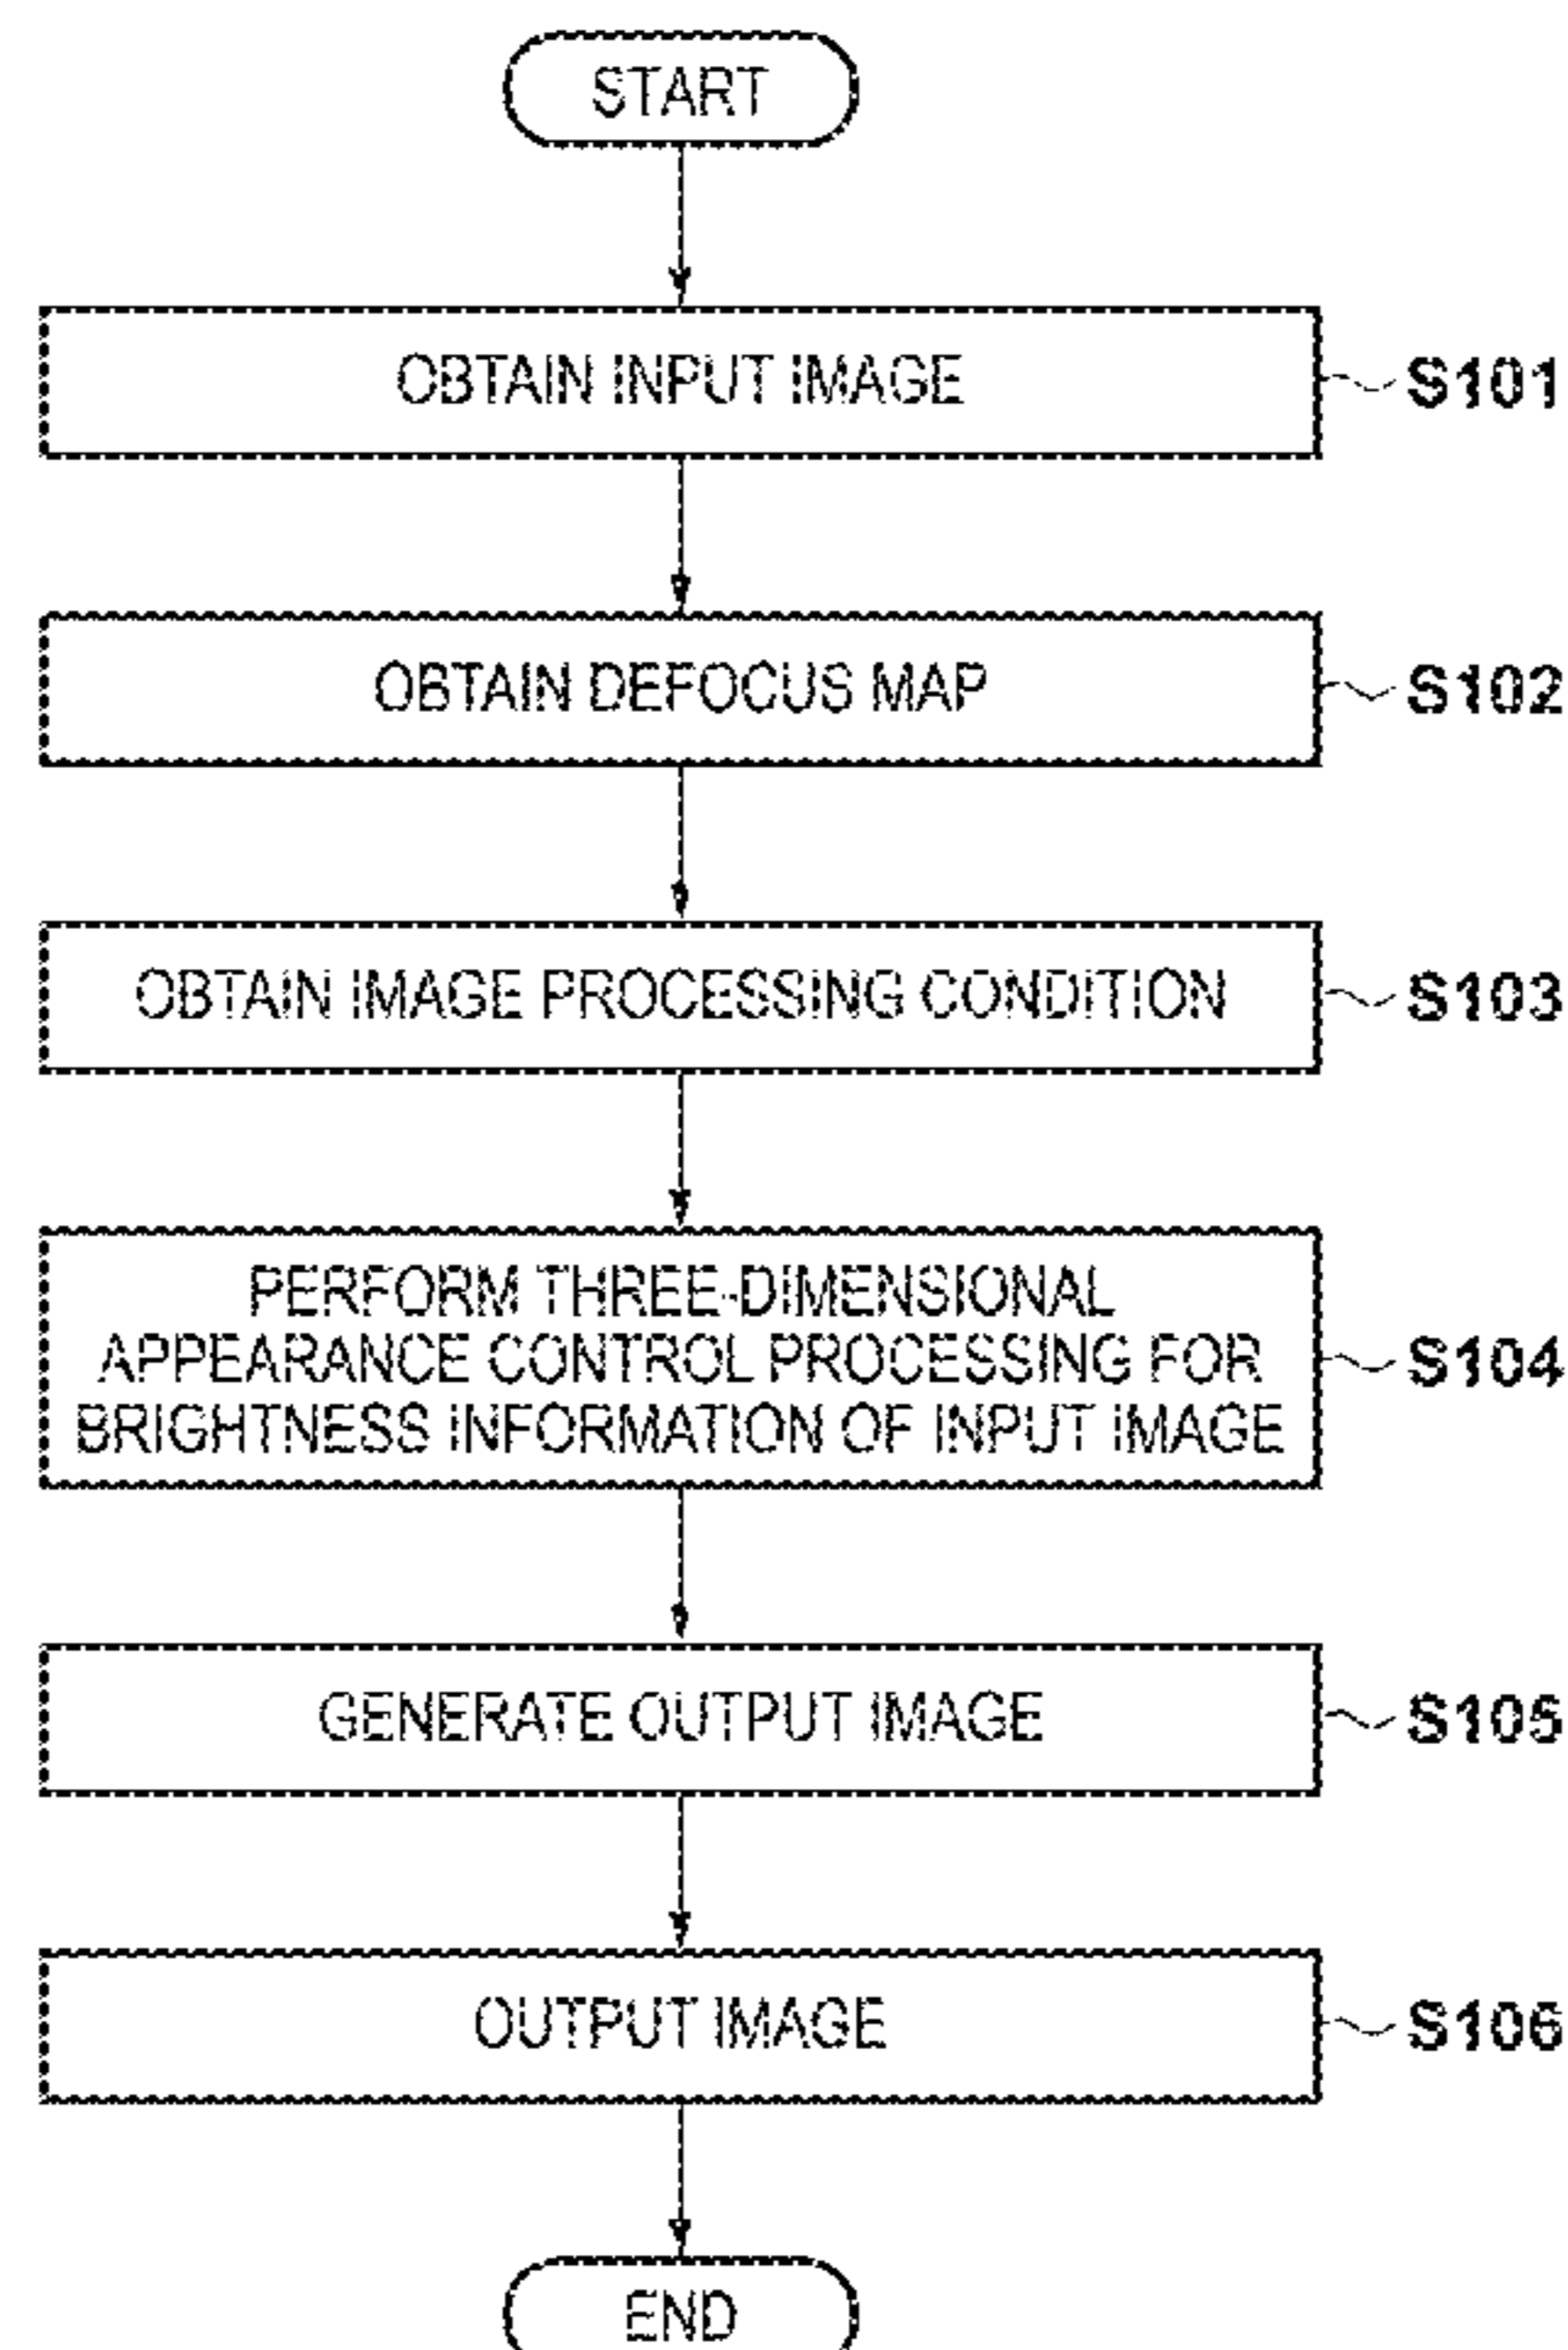 START
OBTAIN INPUT IMAGE
S101
OBTAIN DEFOCUS MAP
S102
OBTAIN IMAGE PROCESSING CONDITION
S103
PERFORM THREE-DIMENSIONAL
APPEARANCE CONTROL PROCESSING FOR
BRIGHTNESS INFORMATION OF INPUT IMAGE
S104
GENERATE OUTPUT IMAGE
S105
OUTPUT IMAGE
S106
END